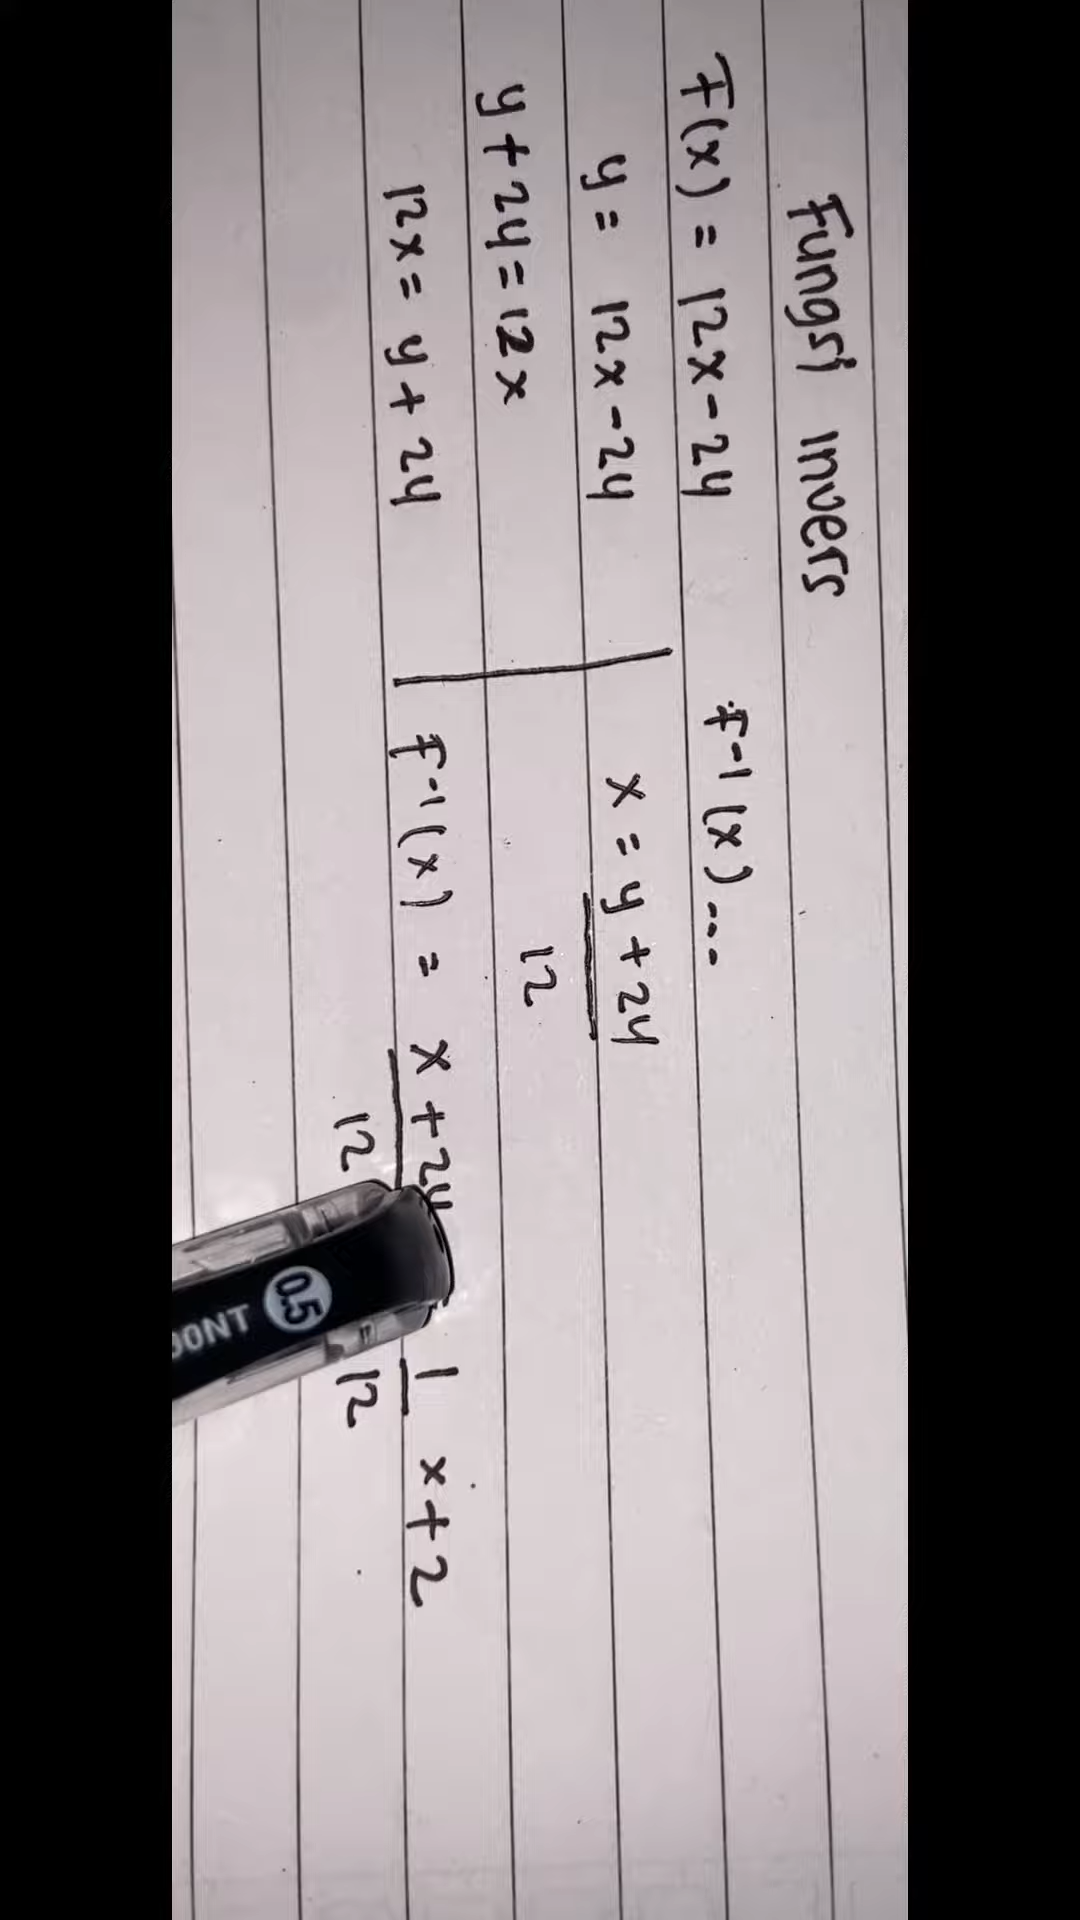 Fungsi Invers
F(x) = 12x-24 F-1(x)...
y = 12x-24
y+24=12x
12x= y+24
x = y+24
12
F-1(x) = x+24
12
= 1 x+2
12
0.5